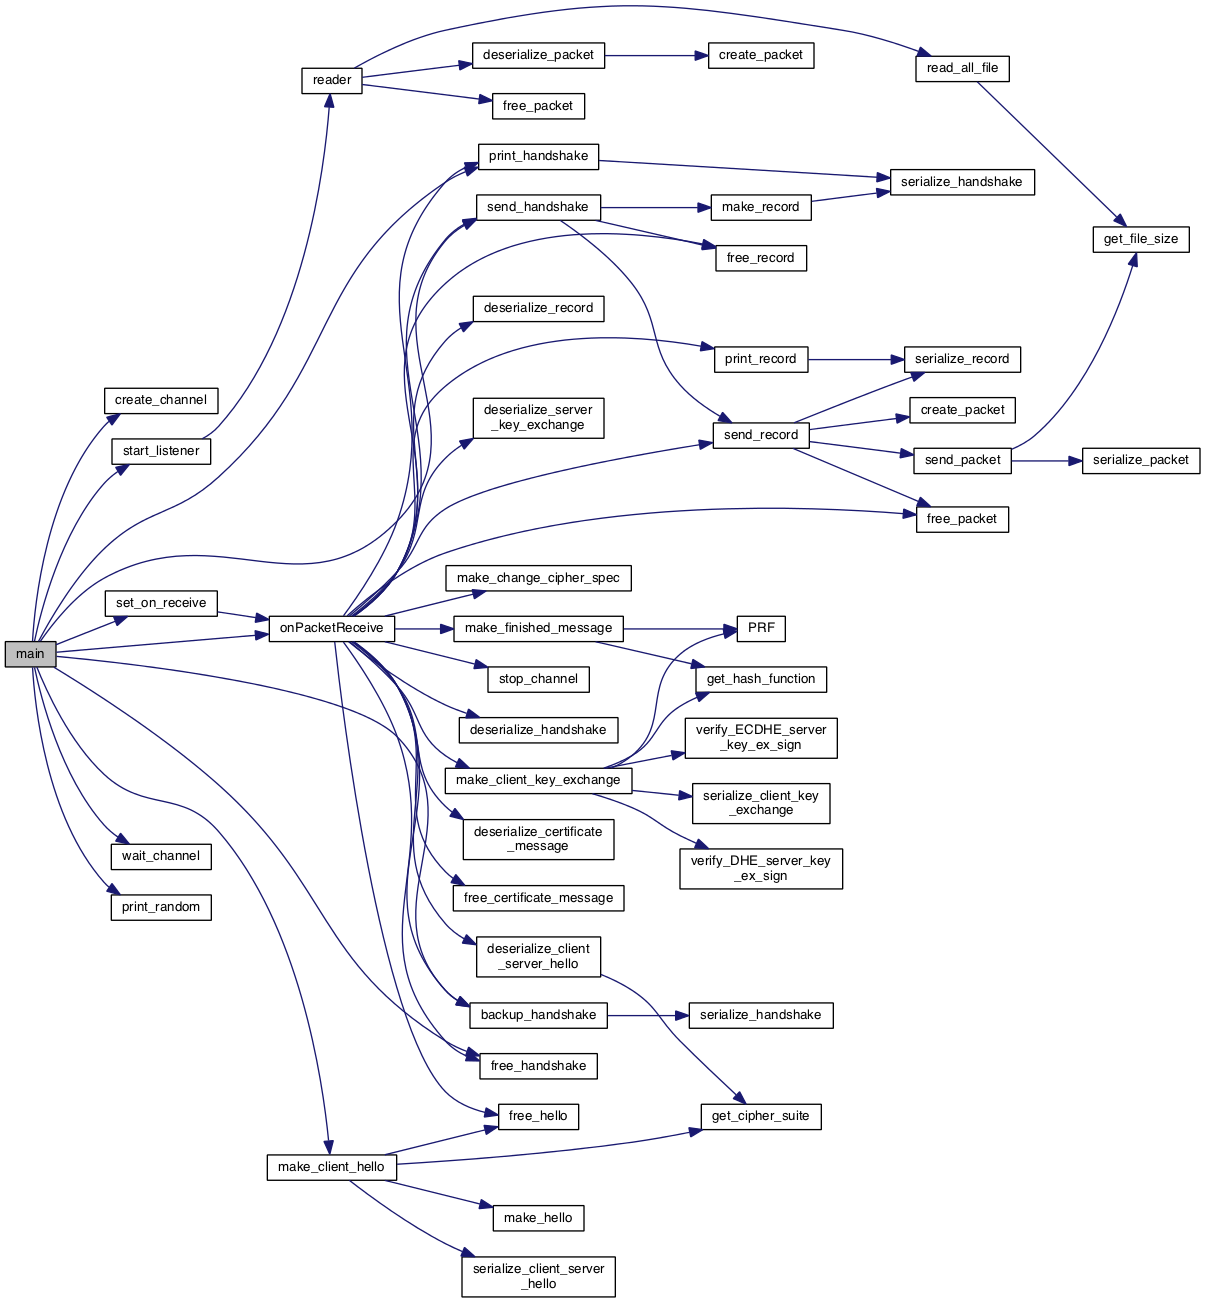 main
create_channel
start_listener
set_on_receive
wait_channel
print_random
reader
onPacketReceive
make_client_hello
deserialize_packet
free_packet
print_handshake
send_handshake
deserialize_record
deserialize_server
_key_exchange
make_change_cipher_spec
make_finished_message
stop_channel
deserialize_handshake
make_client_key_exchange
deserialize_certificate
_message
free_certificate_message
deserialize_client
_server_hello
backup_handshake
free_handshake
free_hello
make_hello
serialize_client_server
_hello
create_packet
make_record
free_record
print_record
send_record
PRF
get_hash_function
verify_ECDHE_server
_key_ex_sign
serialize_client_key
_exchange
verify_DHE_server_key
_ex_sign
serialize_handshake
get_cipher_suite
read_all_file
serialize_handshake
serialize_record
create_packet
send_packet
free_packet
get_file_size
serialize_packet